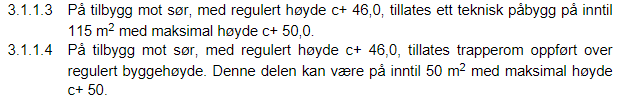 3.1.1.3 På tilbygg mot sør, med regulert høyde c+ 46,0, tillates ett teknisk påbygg på inntil
115 m² med maksimal høyde c+ 50,0.
3.1.1.4 På tilbygg mot sør, med regulert høyde c+ 46,0, tillates trapperom oppført over
regulert byggehøyde. Denne delen kan være på inntil 50 m² med maksimal høyde
c+ 50.